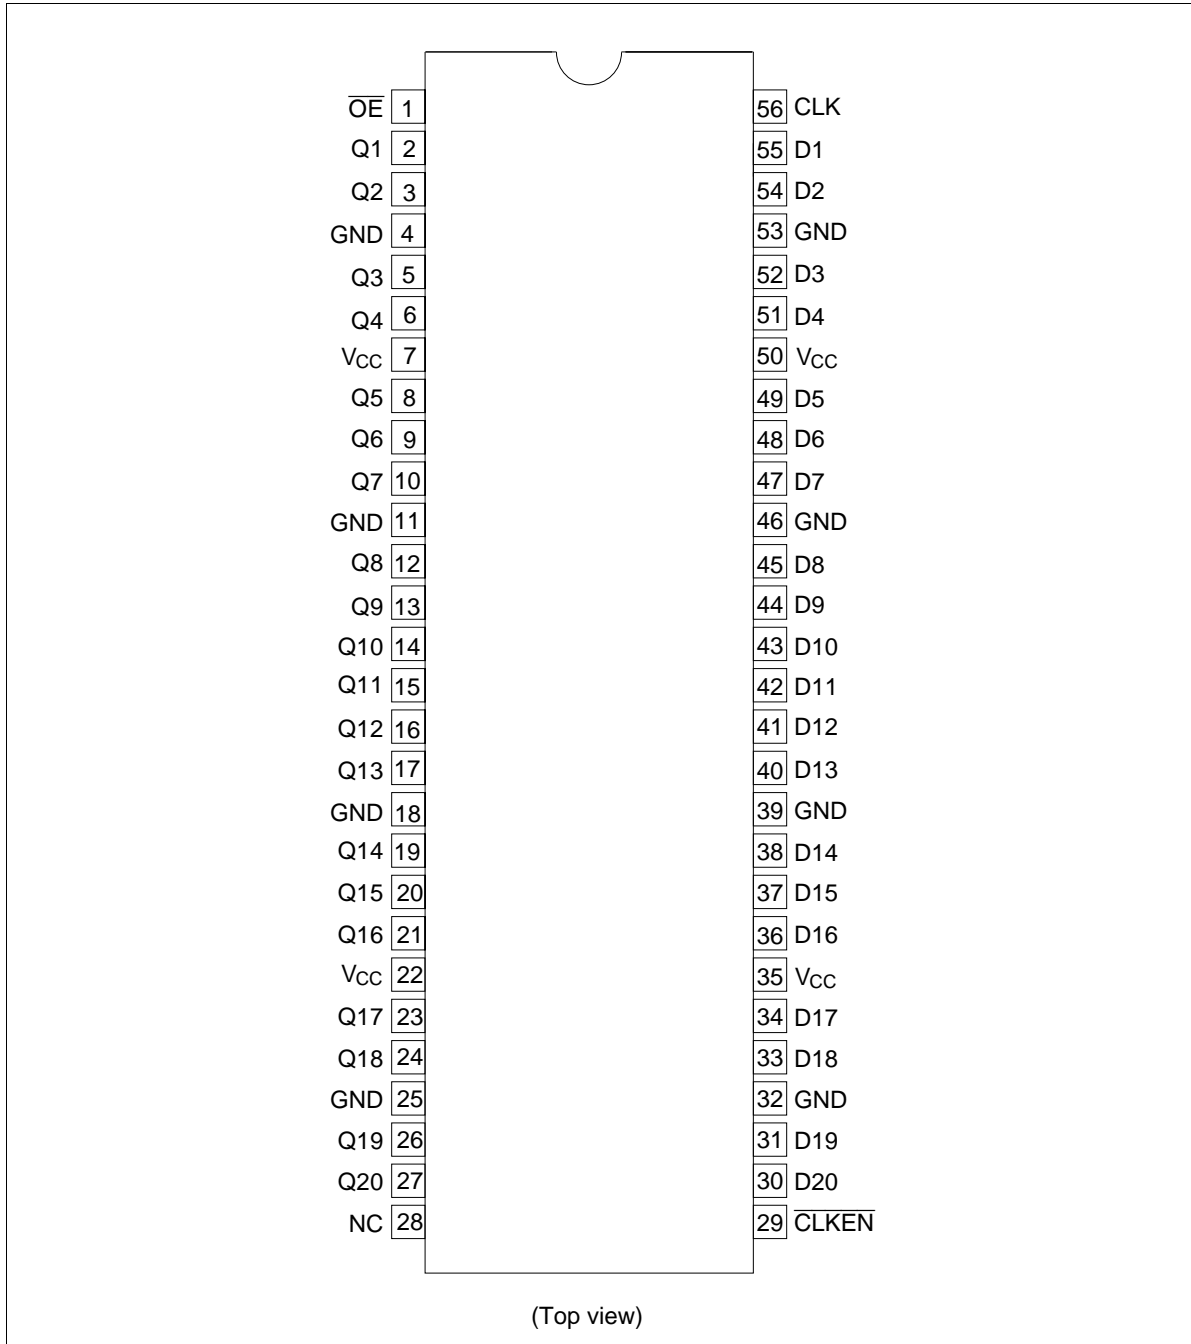 O̅E̅ 1 56 CLK
Q1 2 55 D1
Q2 3 54 D2
GND 4 53 GND
Q3 5 52 D3
Q4 6 51 D4
VCC 7 50 VCC
Q5 8 49 D5
Q6 9 48 D6
Q7 10 47 D7
GND 11 46 GND
Q8 12 45 D8
Q9 13 44 D9
Q10 14 43 D10
Q11 15 42 D11
Q12 16 41 D12
Q13 17 40 D13
GND 18 39 GND
Q14 19 38 D14
Q15 20 37 D15
Q16 21 36 D16
VCC 22 35 VCC
Q17 23 34 D17
Q18 24 33 D18
GND 25 32 GND
Q19 26 31 D19
Q20 27 30 D20
NC 28 29 C̅L̅K̅E̅N̅
(Top view)